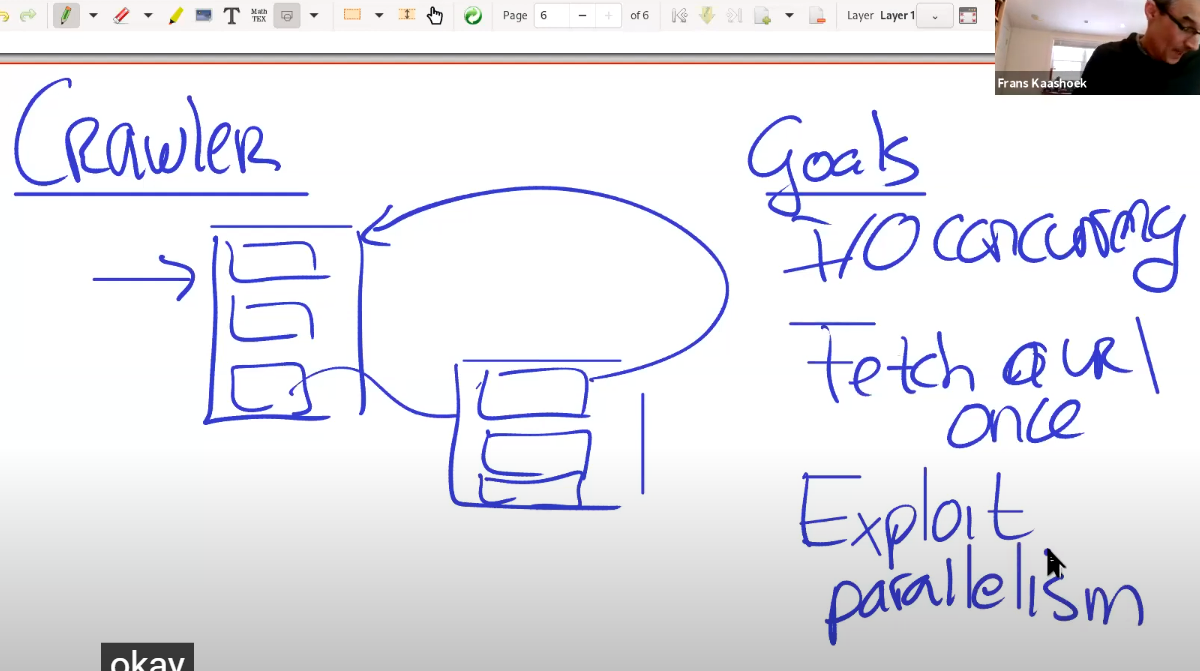 T
Math
TEX
Page
6
of 6
Layer
Layer 1
Frans Kaashoek
Crawler
Goals
I/O concurrency
Fetch a url
once
Exploit
parallelism
okay